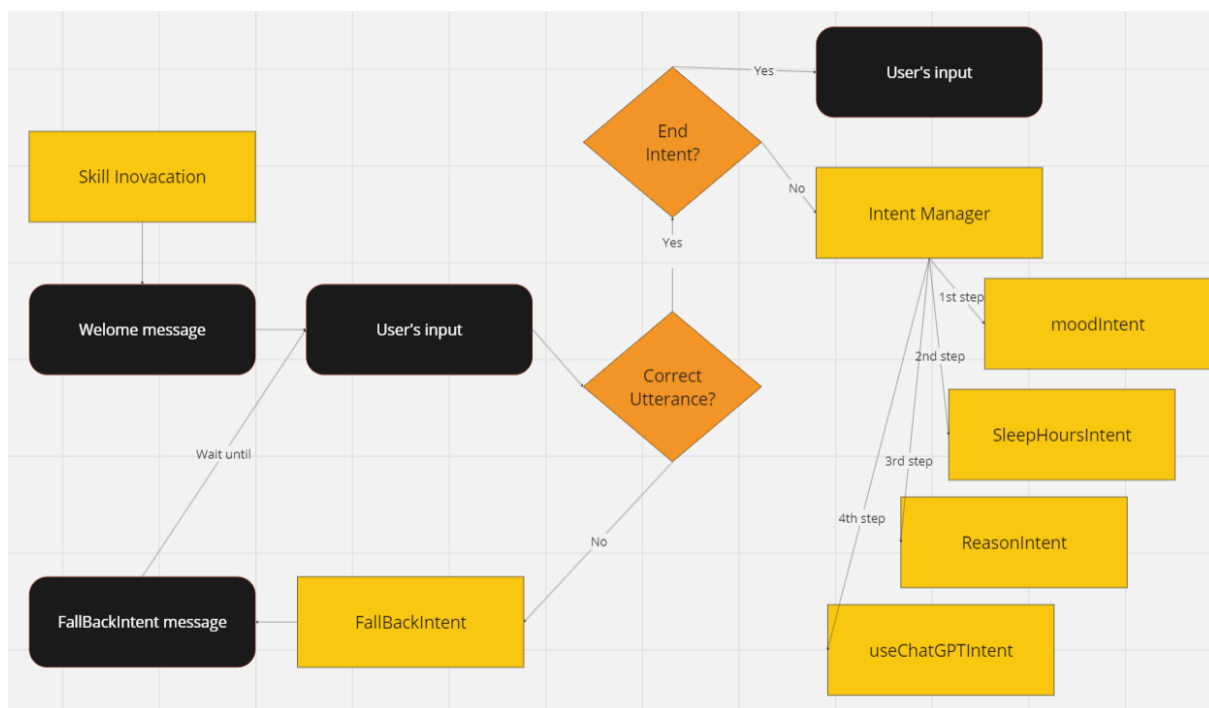 Skill Inovacation
Welome message
User's input
Correct
Utterance?
Yes
End
Intent?
Yes
User's input
No
Intent Manager
1st step
moodIntent
2nd step
SleepHoursIntent
3rd step
ReasonIntent
4th step
useChatGPTIntent
No
FallBackIntent
FallBackIntent message
Wait until